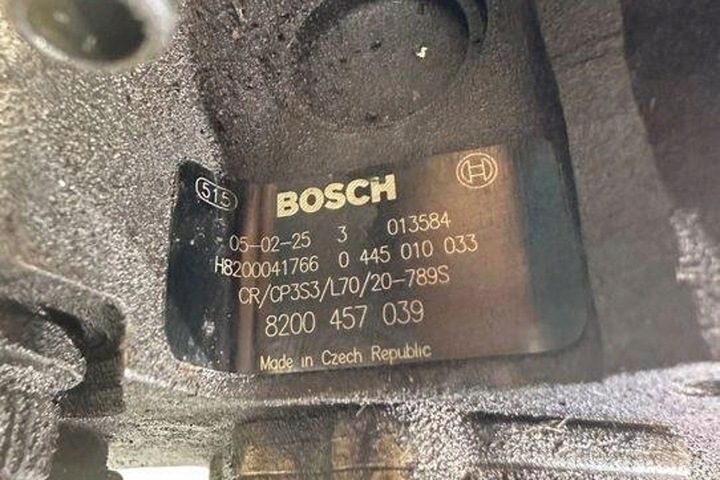 515 BOSCH
05-02-25 3 013584
H8200041766 0 445 010 033
CR/CP3S3/L70/20-789S
8200 457 039
Made in Czech Republic